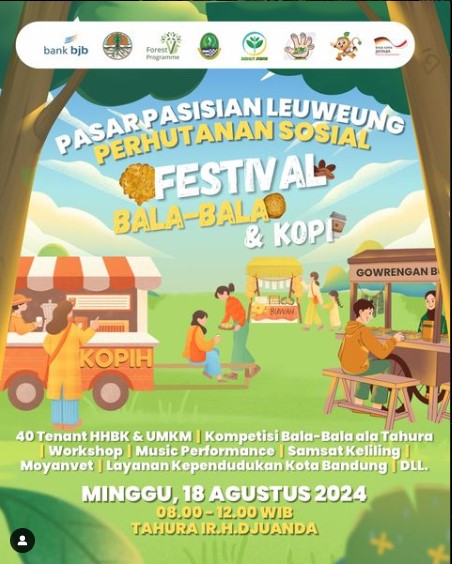 bank bjb
Forest
Programme
PASAR PASISIAN LEUWEUNG
PERHUTANAN SOSIAL
FESTIVAL
BALA-BALA
& KOPI
GOWRENGAN B
BUWAH
KOPIH
40 Tenant HHBK & UMKM | Kompetisi Bala-Bala ala Tahura
| Workshop | Music Performance | Samsat Keliling |
Moyanvet | Layanan Kependudukan Kota Bandung | DLL.
MINGGU, 18 AGUSTUS 2024
08.00 - 12.00 WIB
TAHURA IR.H.DJUANDA